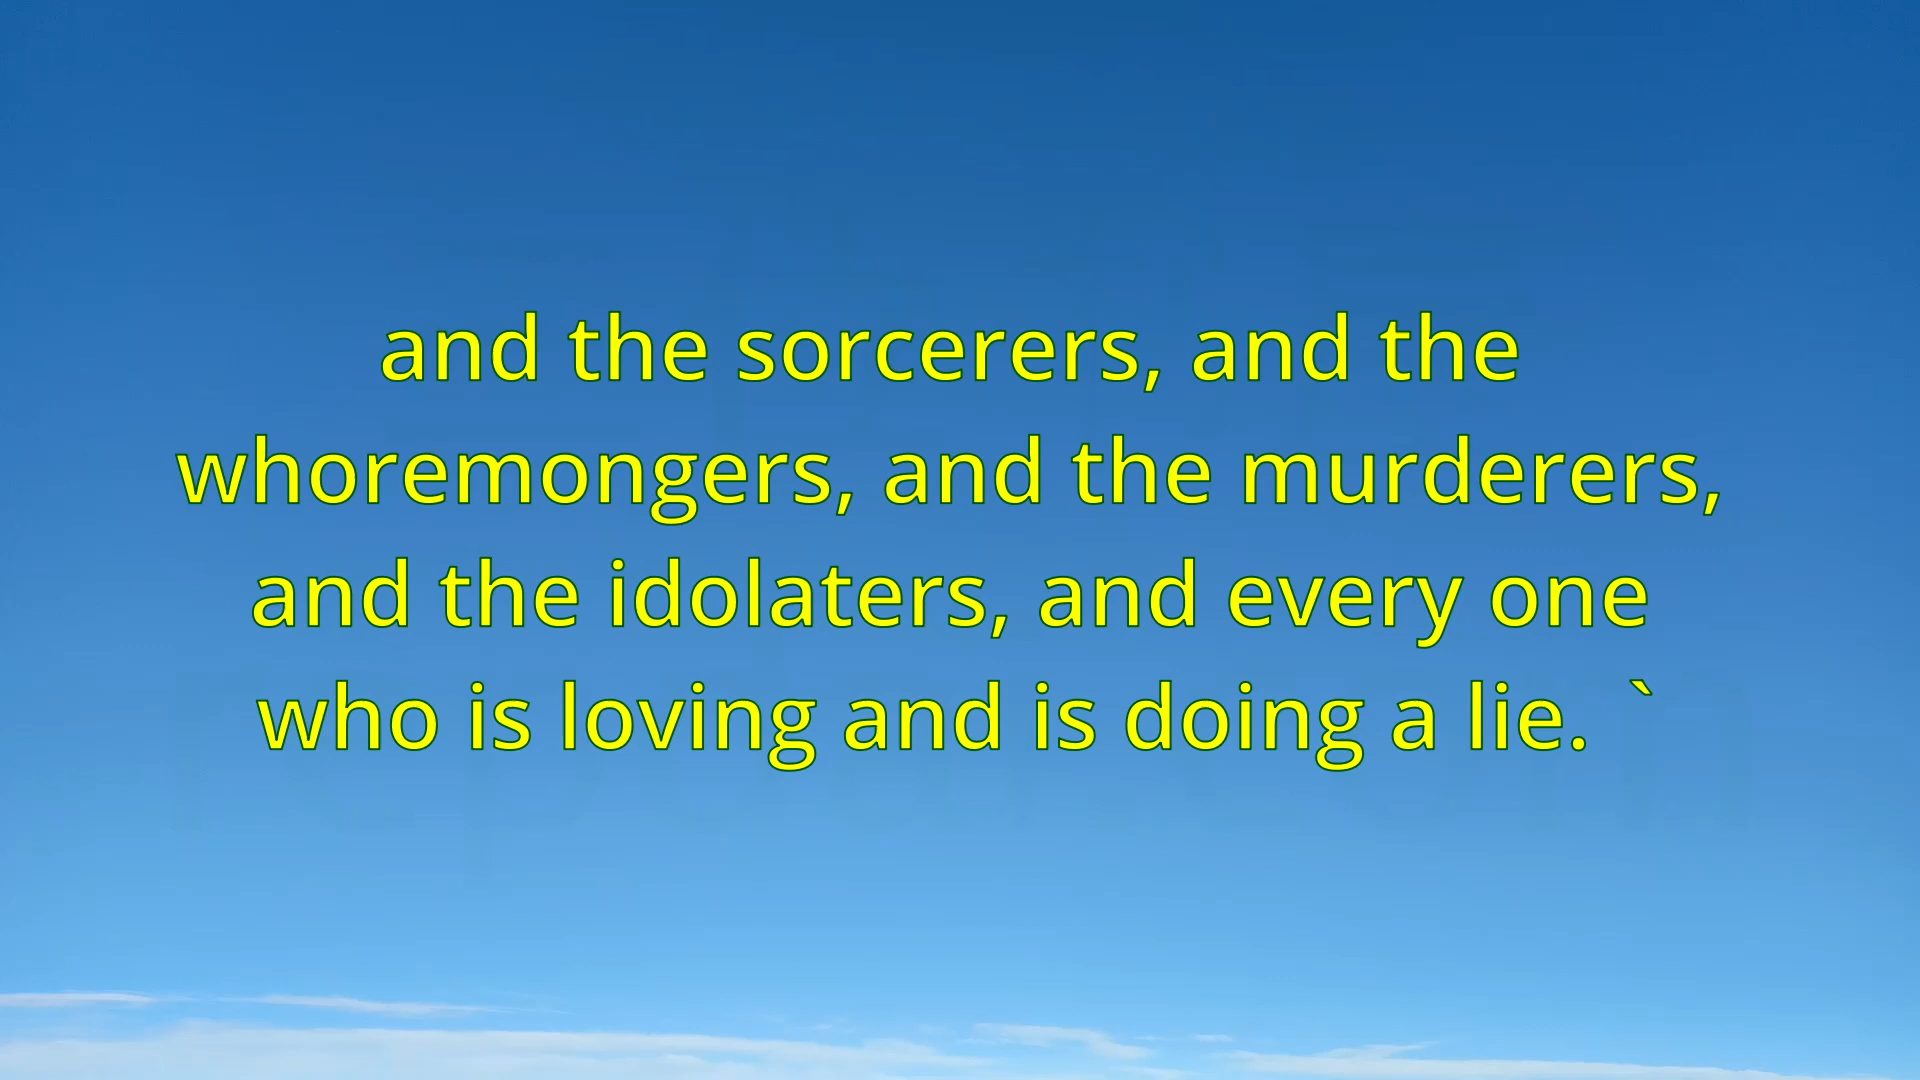 and the sorcerers, and the
whoremongers, and the murderers,
and the idolaters, and every one
who is loving and is doing a lie. `